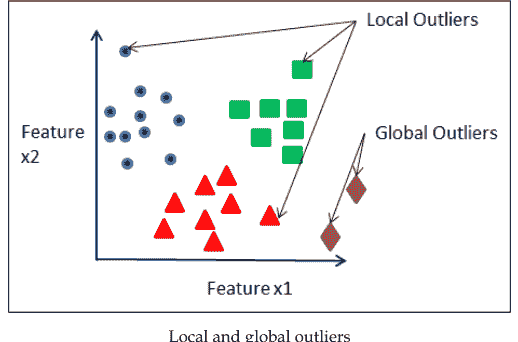 Local Outliers
Global Outliers
Feature
x2
Feature x1
Local and global outliers